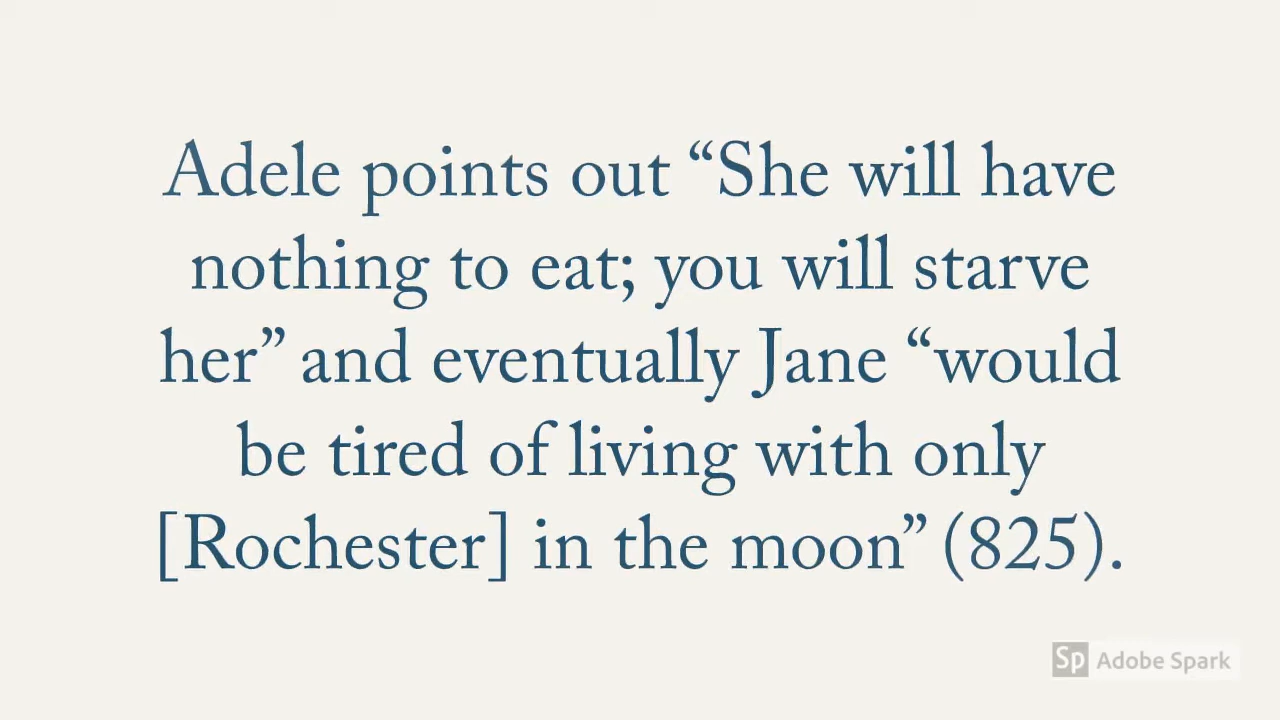 Adele points out “She will have
nothing to eat; you will starve
her” and eventually Jane “would
be tired of living with only
[Rochester] in the moon” (825).
Sp Adobe Spark